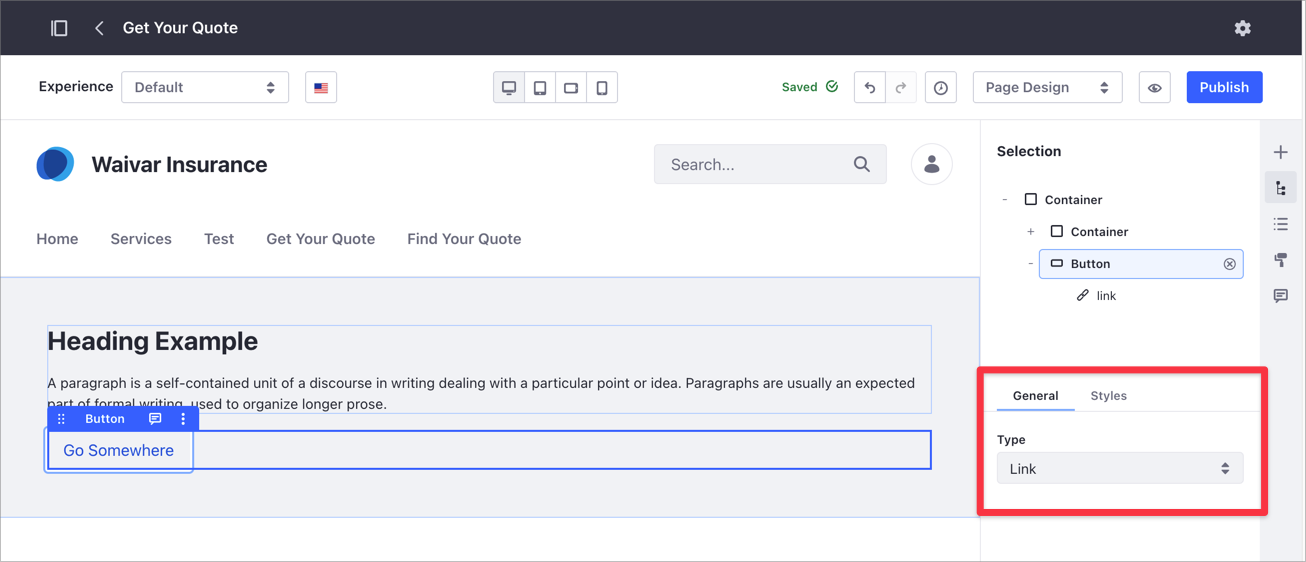 Get Your Quote
Experience
Default
Saved
Page Design
Publish
Waivar Insurance
Search...
Home
Services
Test
Get Your Quote
Find Your Quote
Heading Example
A paragraph is a self-contained unit of a discourse in writing dealing with a particular point or idea. Paragraphs are usually an expected
part of formal writing, used to organize longer prose.
Button
Go Somewhere
Selection
- Container
+ Container
- Button
link
General
Styles
Type
Link